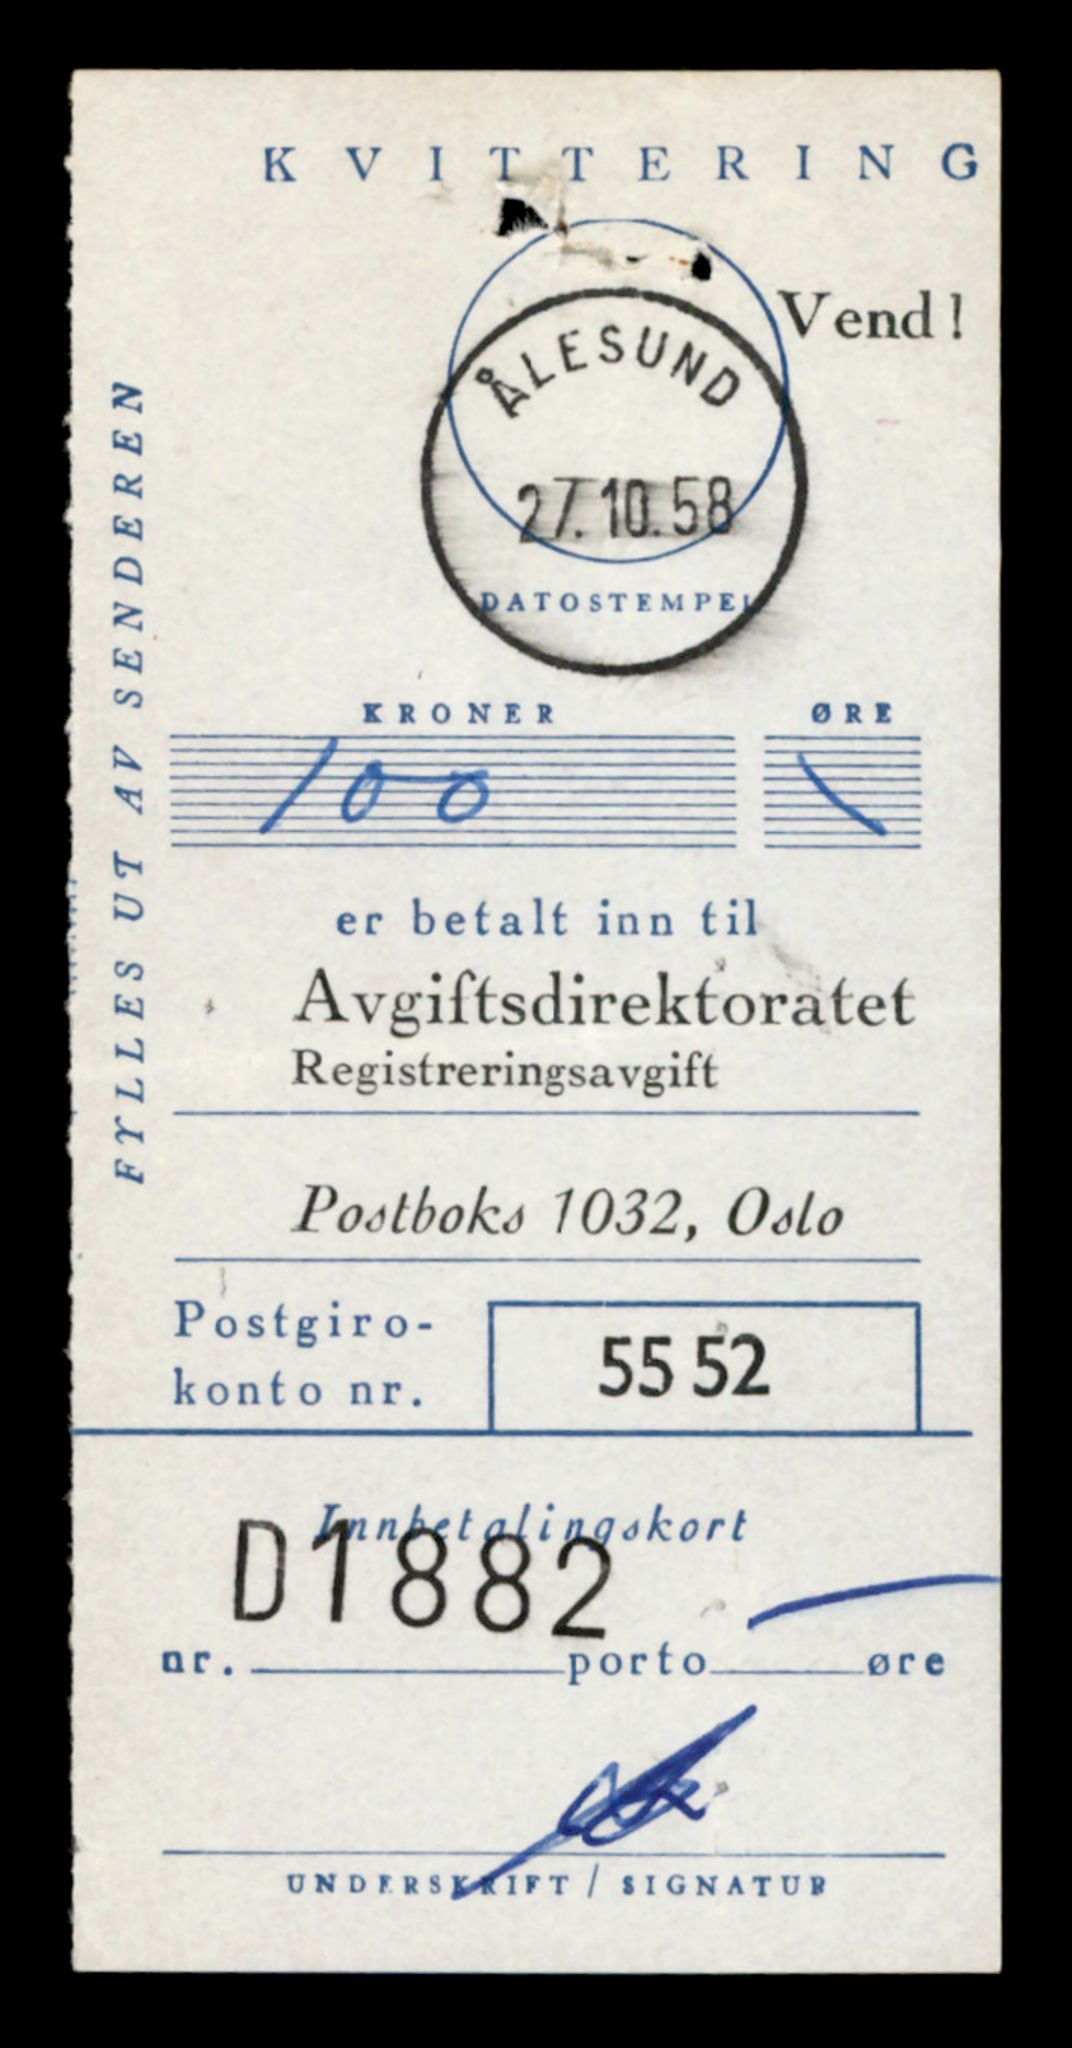 KVITTERING
Vend!
ÅLESUND
27.10.58
DATOSTEMPEL
FYLLES UT AV SENDEREN
KRONER ØRE
100
er betalt inn til
Avgiftsdirektoratet
Registreringsavgift
Postboks 1032, Oslo
Postgiro-
konto nr.
55 52
Innbetalingskort
D1882
nr. porto øre
UNDERSKRIFT / SIGNATUR